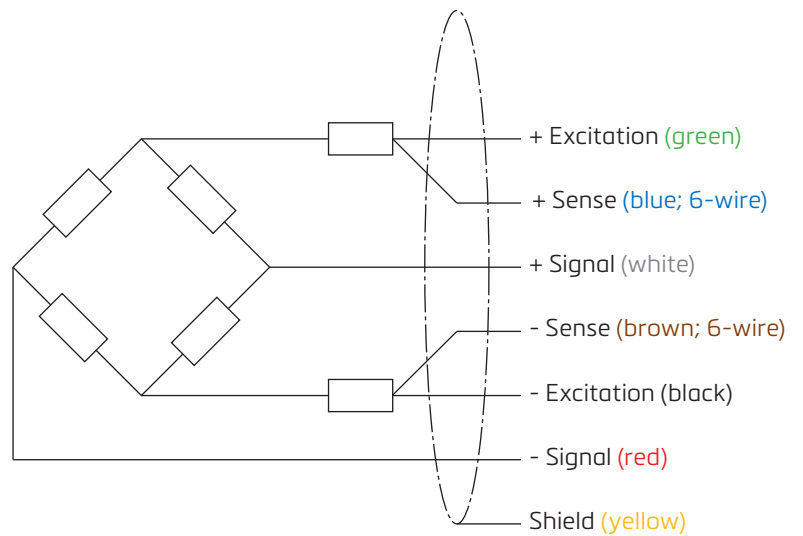 + Excitation (green)
+ Sense (blue; 6-wire)
+ Signal (white)
- Sense (brown; 6-wire)
- Excitation (black)
- Signal (red)
Shield (yellow)